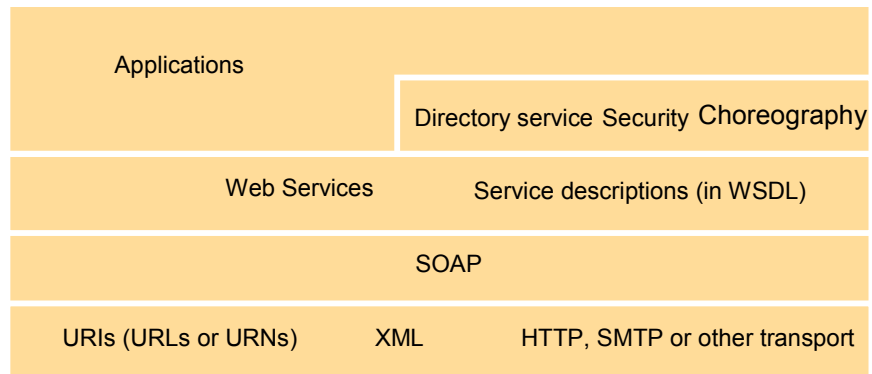 Applications
Directory service Security Choreography
Web Services Service descriptions (in WSDL)
SOAP
URIs (URLs or URNs) XML HTTP, SMTP or other transport